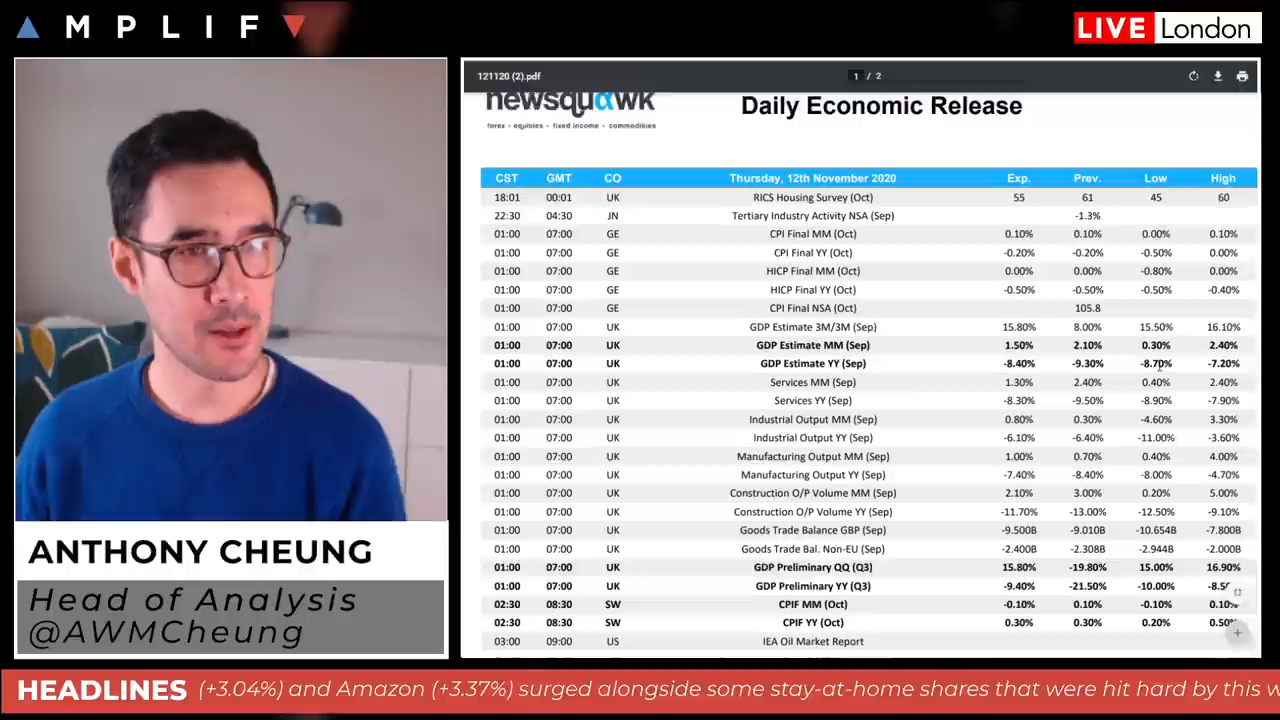 AMPLIFY
LIVE London
121120 (2).pdf
1 / 2
newsquawk
forex - equities - fixed income - commodities
Daily Economic Release
CST GMT CO Thursday, 12th November 2020 Exp. Prev. Low High
18:01 00:01 UK RICS Housing Survey (Oct) 55 61 45 60
22:30 04:30 JN Tertiary Industry Activity NSA (Sep) -1.3%
01:00 07:00 GE CPI Final MM (Oct) 0.10% 0.10% 0.00% 0.10%
01:00 07:00 GE CPI Final YY (Oct) -0.20% -0.20% -0.50% 0.00%
01:00 07:00 GE HICP Final MM (Oct) 0.00% 0.00% -0.80% 0.00%
01:00 07:00 GE HICP Final YY (Oct) -0.50% -0.50% -0.50% -0.40%
01:00 07:00 GE CPI Final NSA (Oct) 105.8
01:00 07:00 UK GDP Estimate 3M/3M (Sep) 15.80% 8.00% 15.50% 16.10%
01:00 07:00 UK GDP Estimate MM (Sep) 1.50% 2.10% 0.30% 2.40%
01:00 07:00 UK GDP Estimate YY (Sep) -8.40% -9.30% -8.70% -7.20%
01:00 07:00 UK Services MM (Sep) 1.30% 2.40% 0.40% 2.40%
01:00 07:00 UK Services YY (Sep) -8.30% -9.50% -8.90% -7.90%
01:00 07:00 UK Industrial Output MM (Sep) 0.80% 0.30% -4.60% 3.30%
01:00 07:00 UK Industrial Output YY (Sep) -6.10% -6.40% -11.00% -3.60%
01:00 07:00 UK Manufacturing Output MM (Sep) 1.00% 0.70% 0.40% 4.00%
01:00 07:00 UK Manufacturing Output YY (Sep) -7.40% -8.40% -8.00% -4.70%
01:00 07:00 UK Construction O/P Volume MM (Sep) 2.10% 3.00% 0.20% 5.00%
01:00 07:00 UK Construction O/P Volume YY (Sep) -11.70% -13.00% -12.50% -9.10%
01:00 07:00 UK Goods Trade Balance GBP (Sep) -9.500B -9.010B -10.654B -7.800B
01:00 07:00 UK Goods Trade Bal. Non-EU (Sep) -2.400B -2.308B -2.944B -2.000B
01:00 07:00 UK GDP Preliminary QQ (Q3) 15.80% -19.80% 15.00% 16.90%
01:00 07:00 UK GDP Preliminary YY (Q3) -9.40% -21.50% -10.00%
02:30 08:30 SW CPIF MM (Oct) -0.10% 0.10% -0.10% 0.10%
02:30 08:30 SW CPIF YY (Oct) 0.30% 0.30% 0.20% 0.50%
03:00 09:00 US IEA Oil Market Report
ANTHONY CHEUNG
Head of Analysis
@AWMCheung
HEADLINES (+3.04%) and Amazon (+3.37%) surged alongside some stay-at-home shares that were hit hard by this